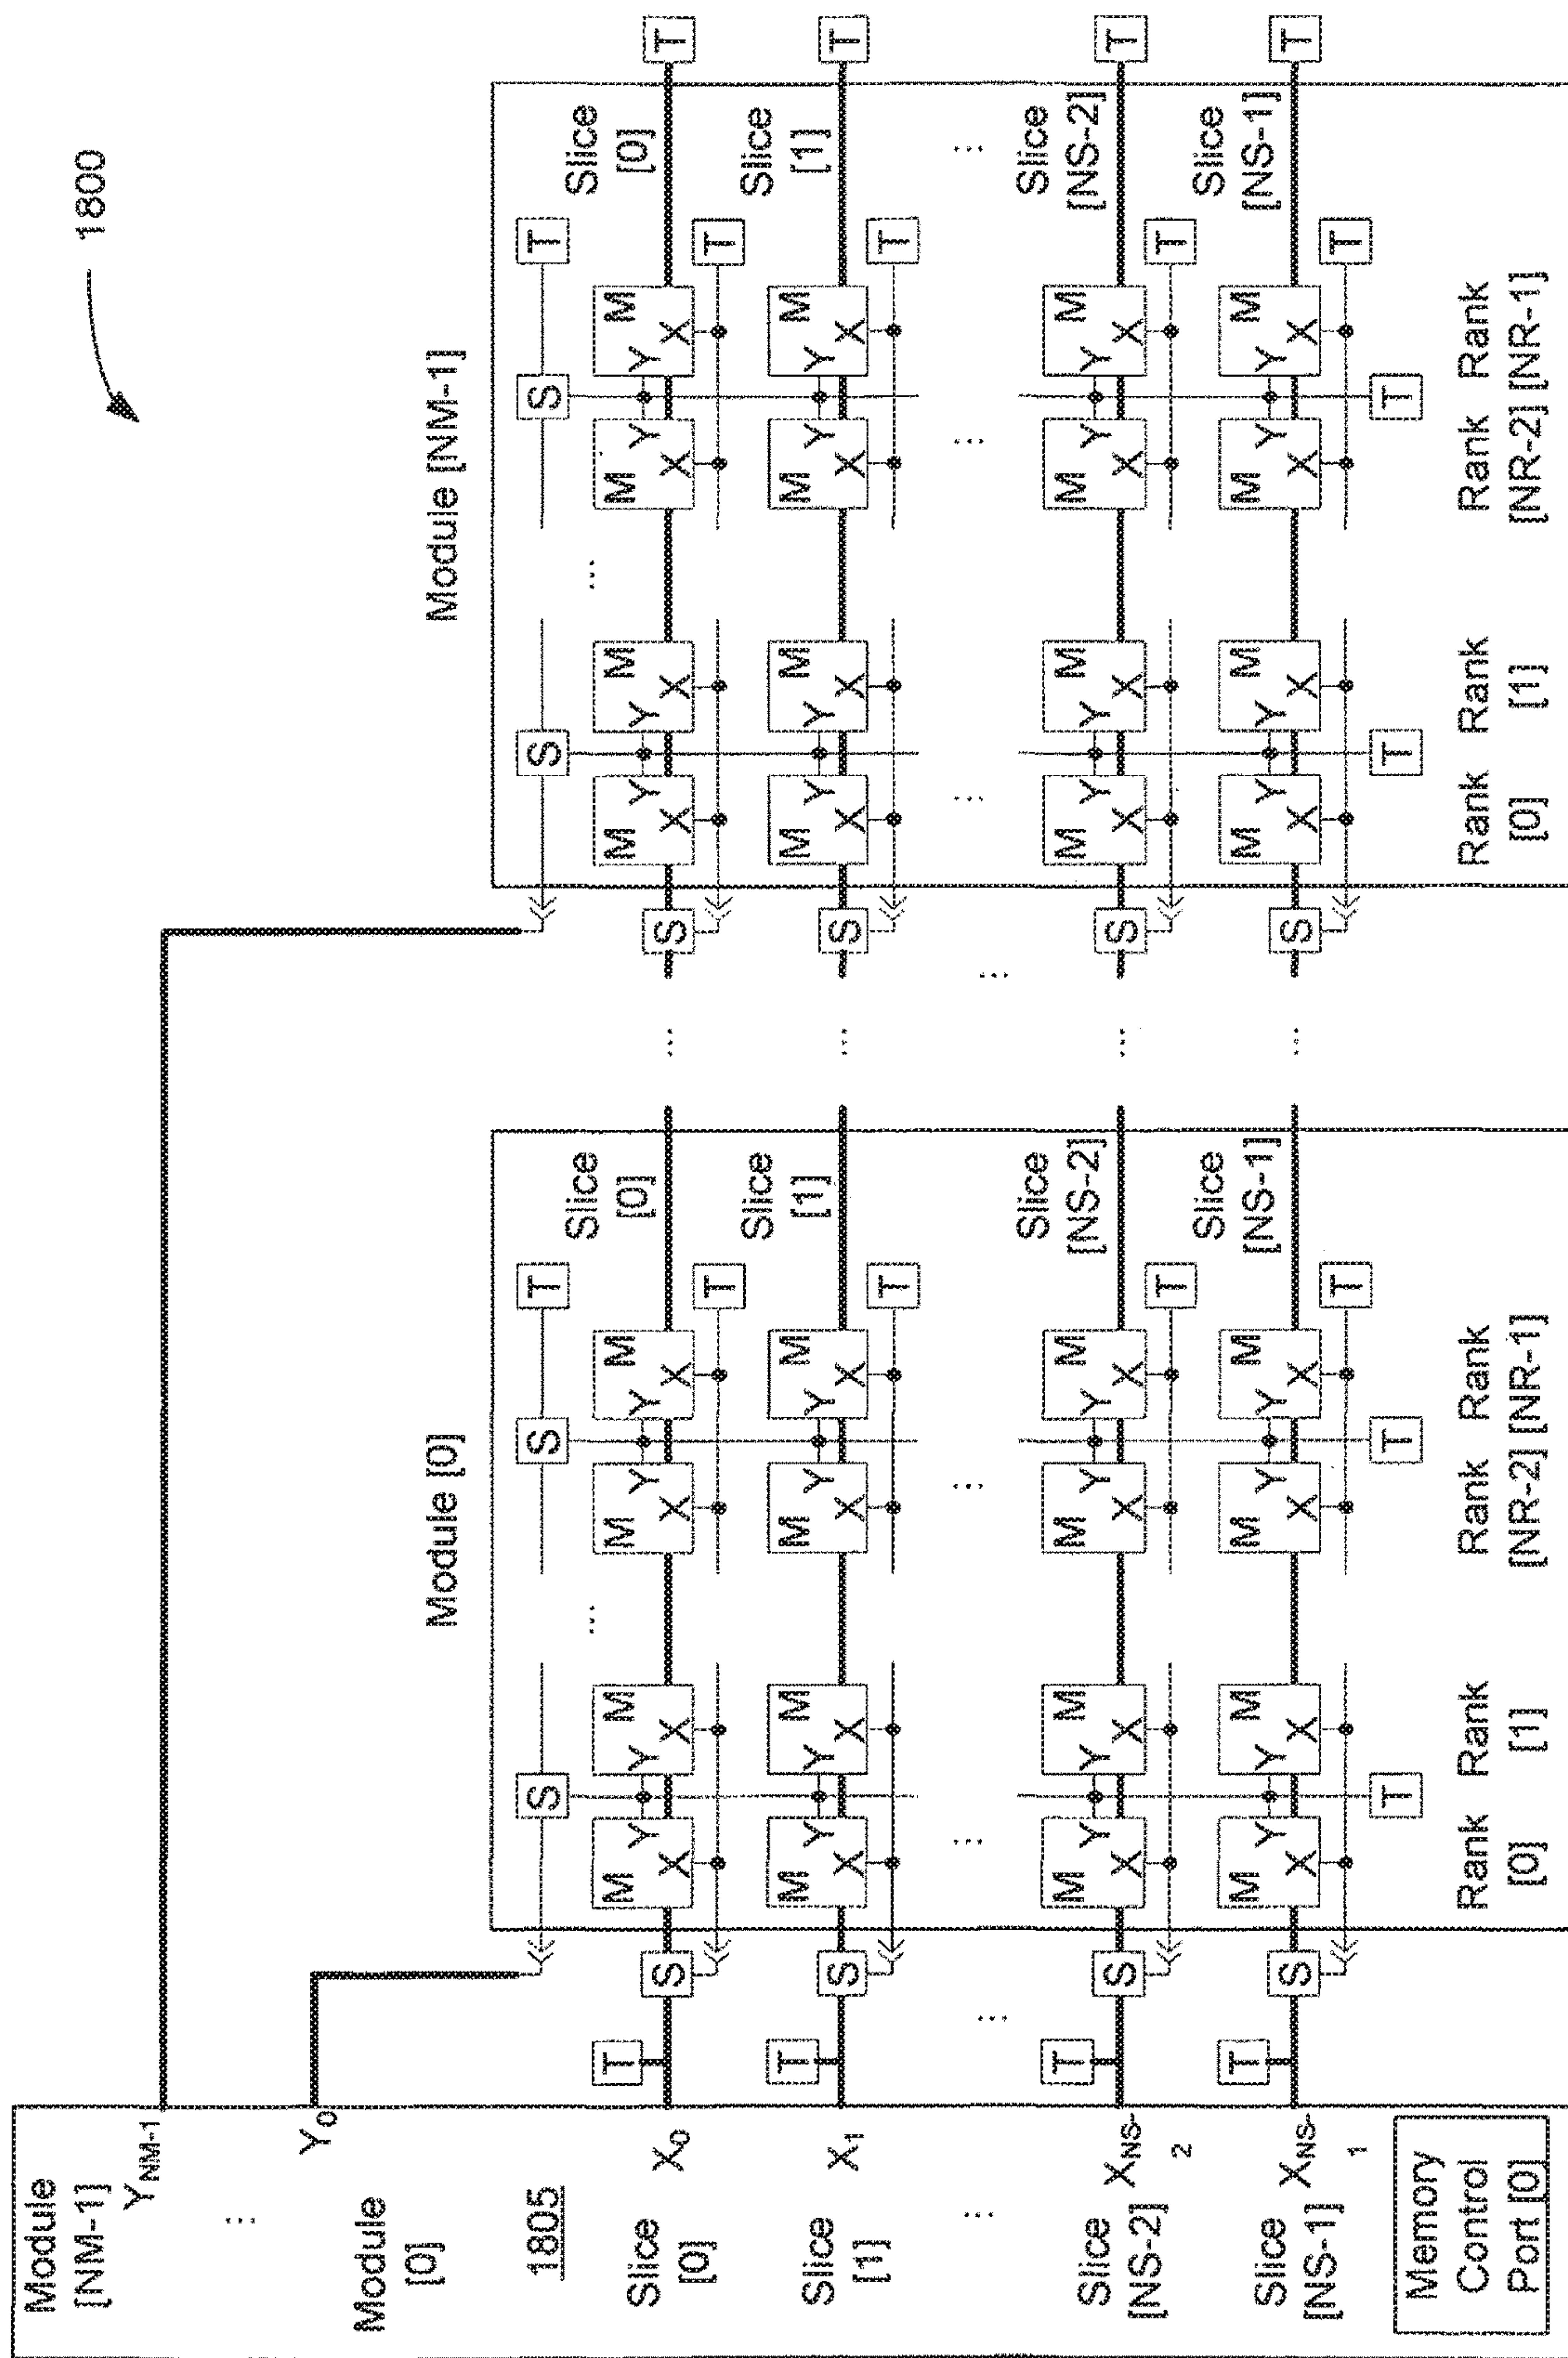 1800
Module
[NM-1]
Y_NM-1
...
Y_0
Module
[0]
1805
Slice
[0]
X_0
Slice
[1]
X_1
...
Slice
[NS-2]
X_NS-2
Slice
[NS-1]
X_NS-1
Memory
Control
Port [0]
T
T
T
T
...
S
S
S
S
Module [0]
S ... S T
M Y X Y M X ... M Y X Y M X T
Slice
[0]
M Y X Y M X M Y X Y M X T
Slice
[1]
... ... ...
M Y X Y M X M Y X Y M X T
Slice
[NS-2]
M Y X Y M X M Y X Y M X T
Slice
[NS-1]
T T
Rank Rank Rank Rank
[0] [1] [NR-2] [NR-1]
...
...
...
...
...
S
S
S
S
Module [NM-1]
S ... S T
M Y X Y M X ... M Y X Y M X T
Slice
[0]
T
M Y X Y M X M Y X Y M X T
Slice
[1]
T
... ... ...
M Y X Y M X M Y X Y M X T
Slice
[NS-2]
T
M Y X Y M X M Y X Y M X T
Slice
[NS-1]
T
T T
Rank Rank Rank Rank
[0] [1] [NR-2] [NR-1]